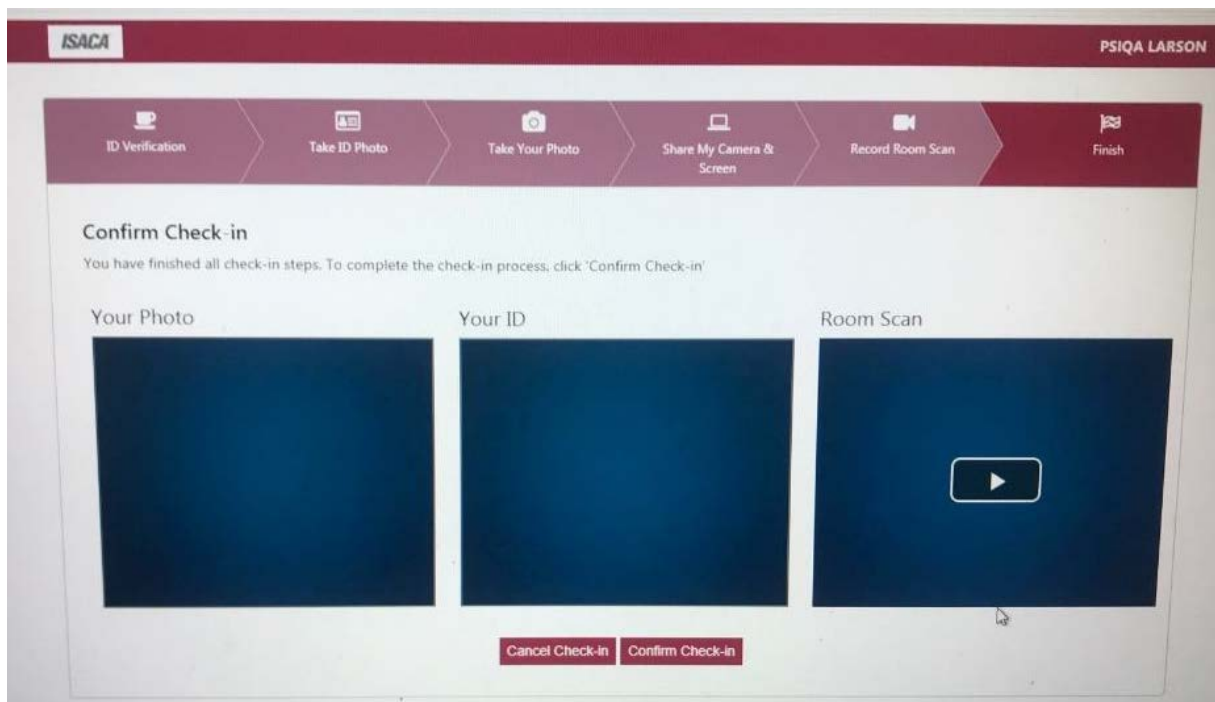 ISACA
PSIQA LARSON
ID Verification
Take ID Photo
Take Your Photo
Share My Camera &
Screen
Record Room Scan
Finish
Confirm Check-in
You have finished all check-in steps. To complete the check-in process, click 'Confirm Check-in'
Your Photo
Your ID
Room Scan
Cancel Check-in
Confirm Check-in